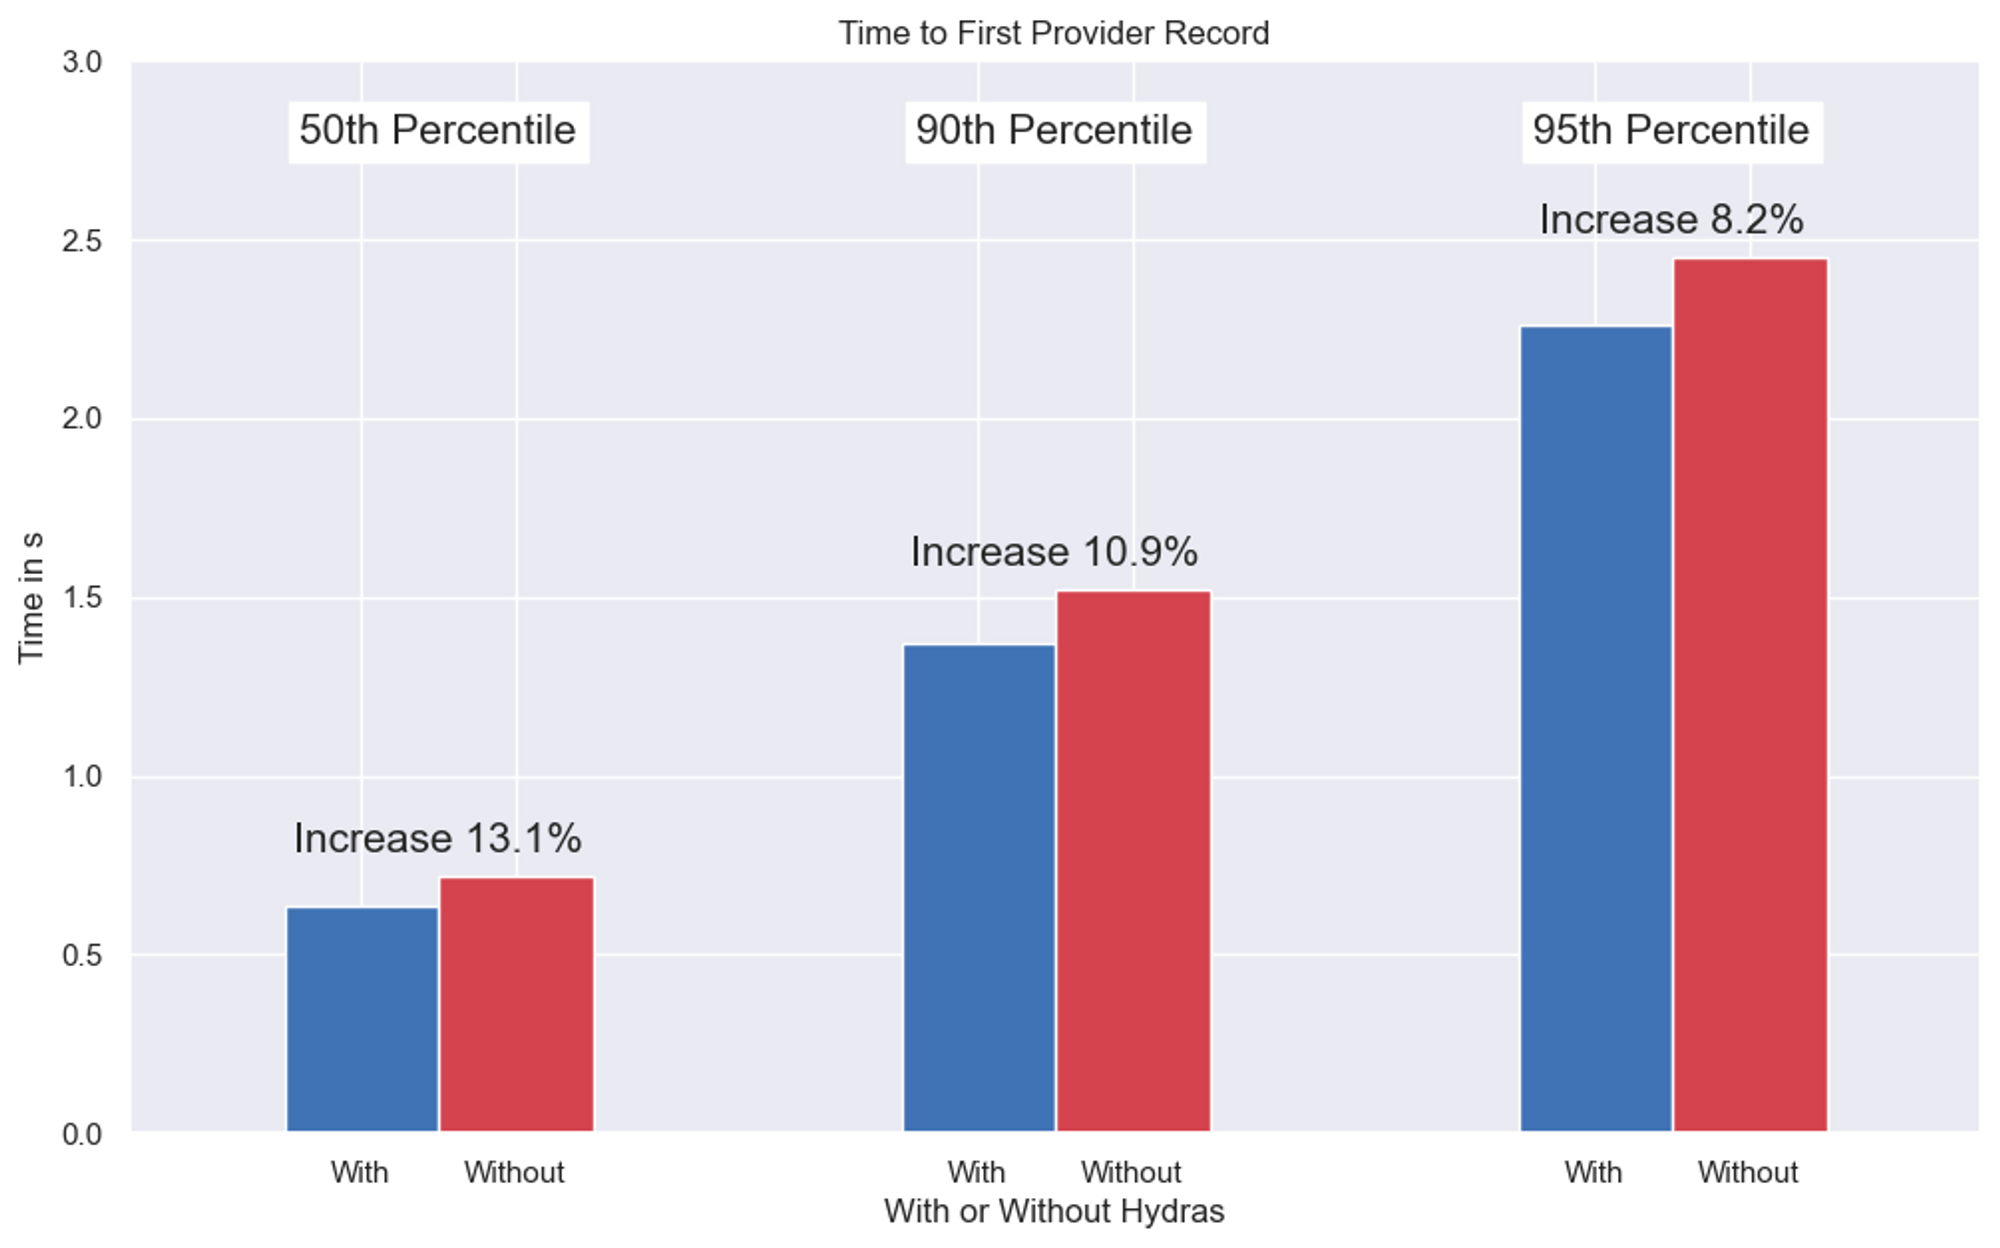 Time to First Provider Record
3.0
2.5
2.0
1.5
1.0
0.5
0.0
Time in s
50th Percentile
90th Percentile
95th Percentile
Increase 13.1%
Increase 10.9%
Increase 8.2%
With Without With Without With Without
With or Without Hydras